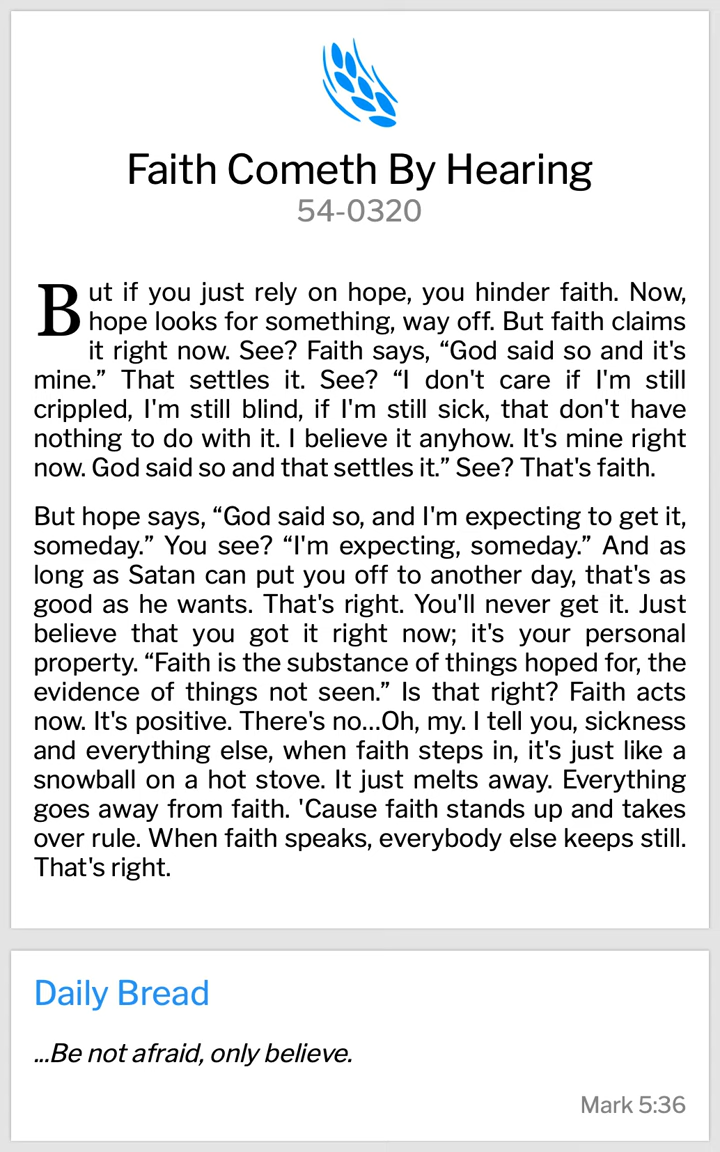 Faith Cometh By Hearing
54-0320
But if you just rely on hope, you hinder faith. Now,
hope looks for something, way off. But faith claims
it right now. See? Faith says, “God said so and it's
mine.” That settles it. See? “I don't care if I'm still
crippled, I'm still blind, if I'm still sick, that don't have
nothing to do with it. I believe it anyhow. It's mine right
now. God said so and that settles it.” See? That's faith.
But hope says, “God said so, and I'm expecting to get it,
someday.” You see? “I'm expecting, someday.” And as
long as Satan can put you off to another day, that's as
good as he wants. That's right. You'll never get it. Just
believe that you got it right now; it's your personal
property. “Faith is the substance of things hoped for, the
evidence of things not seen.” Is that right? Faith acts
now. It's positive. There's no...Oh, my. I tell you, sickness
and everything else, when faith steps in, it's just like a
snowball on a hot stove. It just melts away. Everything
goes away from faith. 'Cause faith stands up and takes
over rule. When faith speaks, everybody else keeps still.
That's right.
Daily Bread
...Be not afraid, only believe.
Mark 5:36